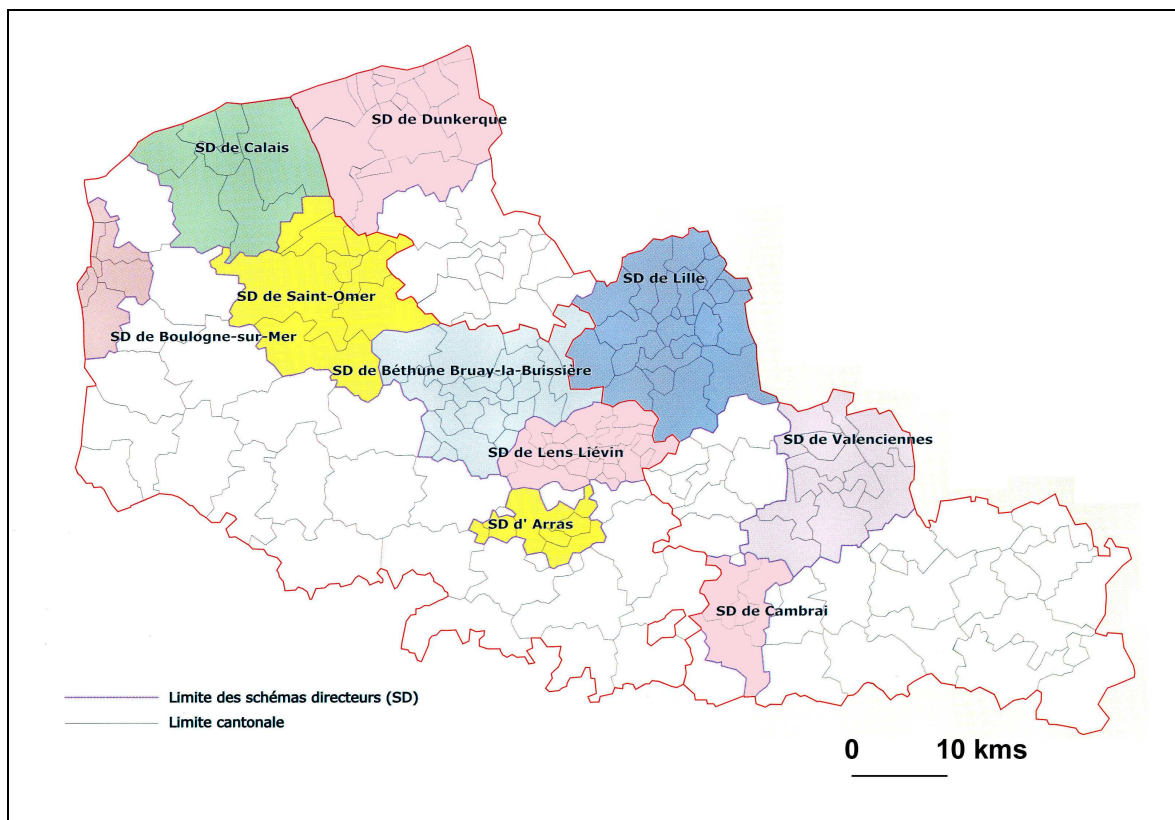 SD de Dunkerque
SD de Calais
SD de Lille
SD de Saint-Omer
SD de Boulogne-sur-Mer
SD de Béthune Bruay-la-Buissière
SD de Valenciennes
SD de Lens Liévin
SD d' Arras
SD de Cambrai
Limite des schémas directeurs (SD)
Limite cantonale
0 10 kms